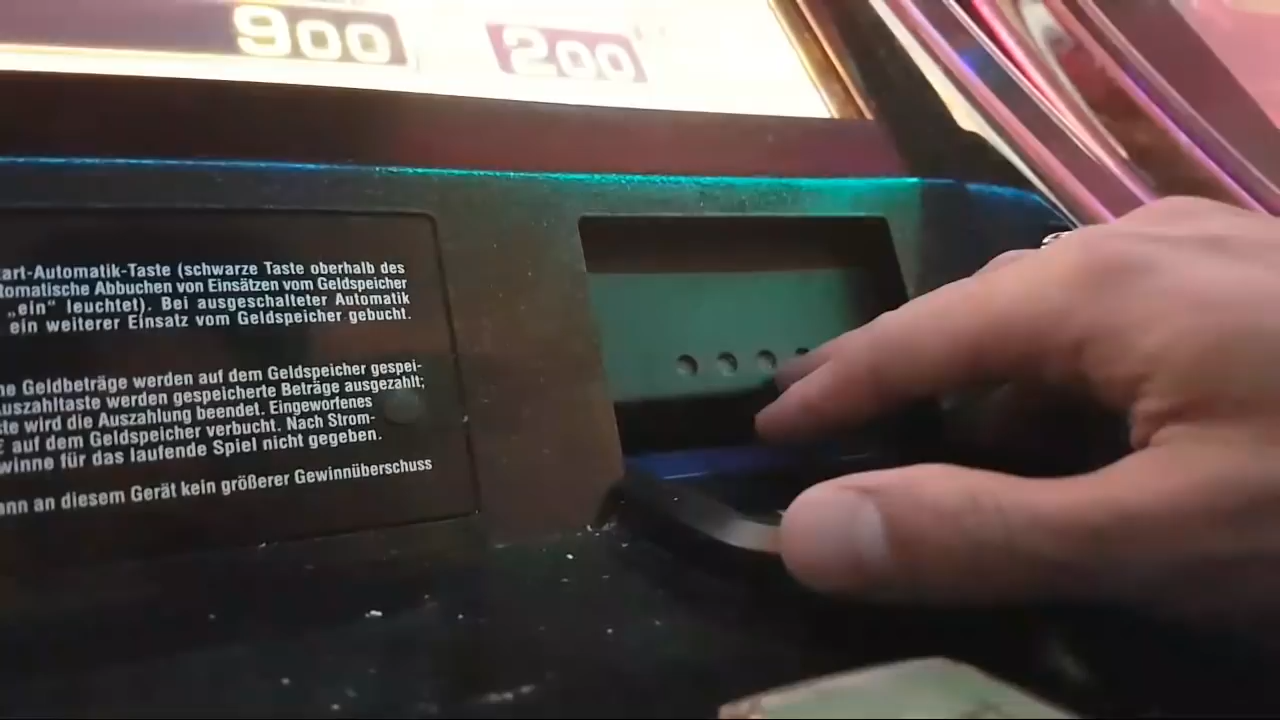 900
200
art-Automatik-Taste (schwarze Taste oberhalb des
tomatische Abbuchen von Einsätzen vom Geldspeicher
„ein“ leuchtet). Bei ausgeschalteter Automatik
ein weiterer Einsatz vom Geldspeicher gebucht.
ne Geldbeträge werden auf dem Geldspeicher gespei-
uszahltaste werden gespeicherte Beträge ausgezahlt;
ste wird die Auszahlung beendet. Eingeworfenes
€ auf dem Geldspeicher verbucht. Nach Strom-
winne für das laufende Spiel nicht gegeben.
ann an diesem Gerät kein größerer Gewinnüberschuss